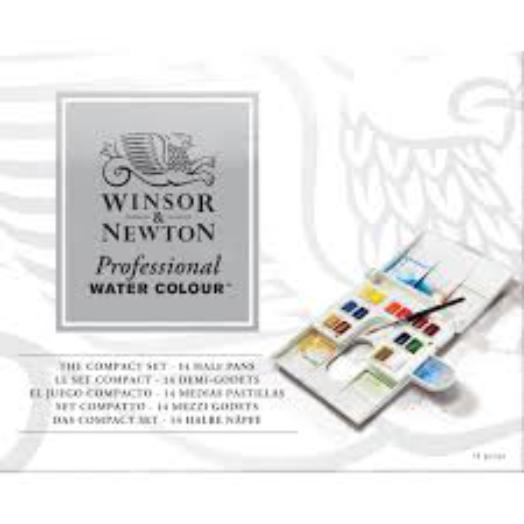 WINSOR
&
NEWTON
Professional
WATER COLOUR™
THE COMPACT SET - 14 HALF PANS
LE SET COMPACT - 14 DEMI-GODETS
EL JUEGO COMPACTO - 14 MEDIAS PASTILLAS
SET COMPATTO - 14 MEZZI GODETS
DAS COMPACT SET - 14 HALBE NÄPFE